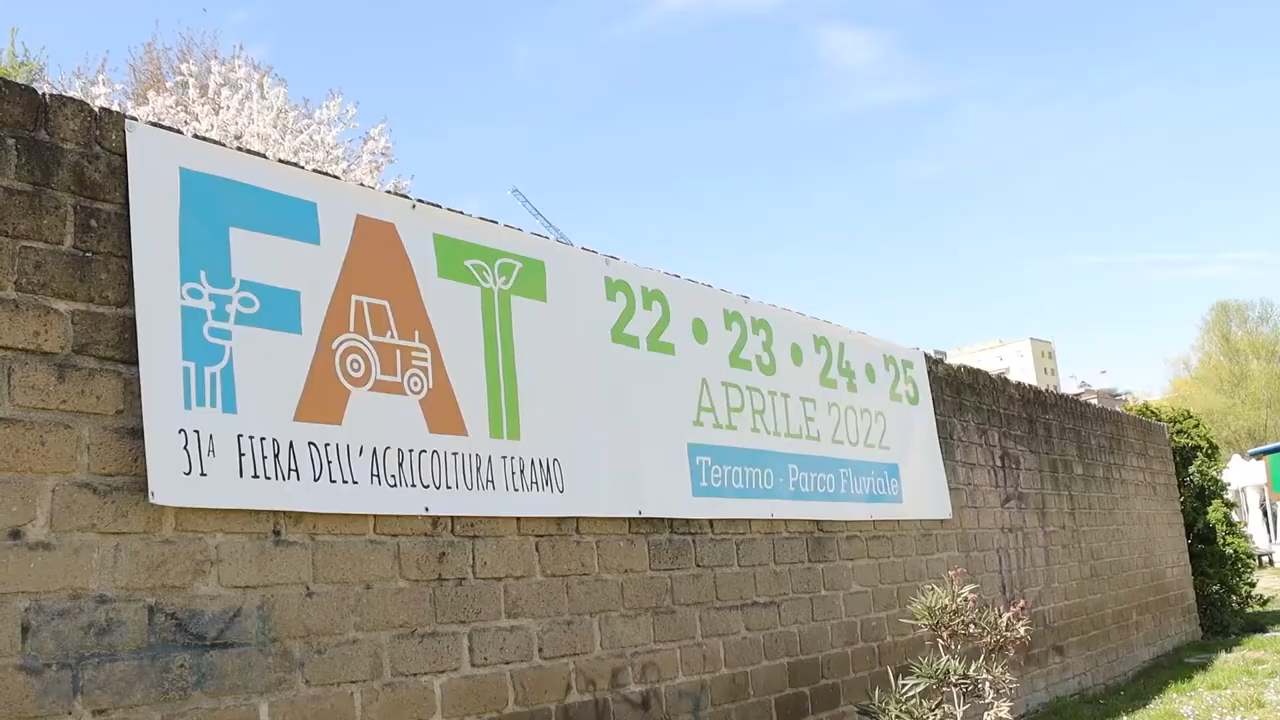 FAT
31ᴬ FIERA DELL'AGRICOLTURA TERAMO
22 • 23 • 24 • 25
APRILE 2022
Teramo - Parco Fluviale